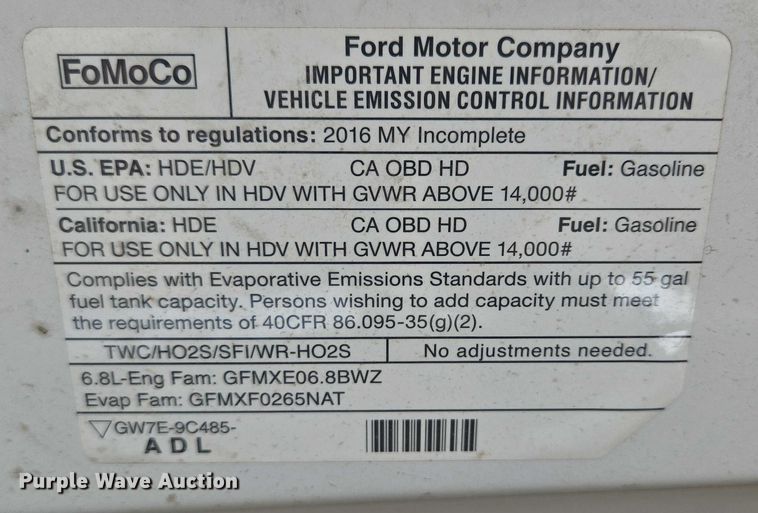 FoMoCo
Ford Motor Company
IMPORTANT ENGINE INFORMATION/
VEHICLE EMISSION CONTROL INFORMATION
Conforms to regulations: 2016 MY Incomplete
U.S. EPA: HDE/HDV CA OBD HD Fuel: Gasoline
FOR USE ONLY IN HDV WITH GVWR ABOVE 14,000#
California: HDE CA OBD HD Fuel: Gasoline
FOR USE ONLY IN HDV WITH GVWR ABOVE 14,000#
Complies with Evaporative Emissions Standards with up to 55 gal
fuel tank capacity. Persons wishing to add capacity must meet
the requirements of 40CFR 86.095-35(g)(2).
TWC/HO2S/SFI/WR-HO2S No adjustments needed.
6.8L-Eng Fam: GFMXE06.8BWZ
Evap Fam: GFMXF0265NAT
▽GW7E-9C485-
ADL
Purple Wave Auction